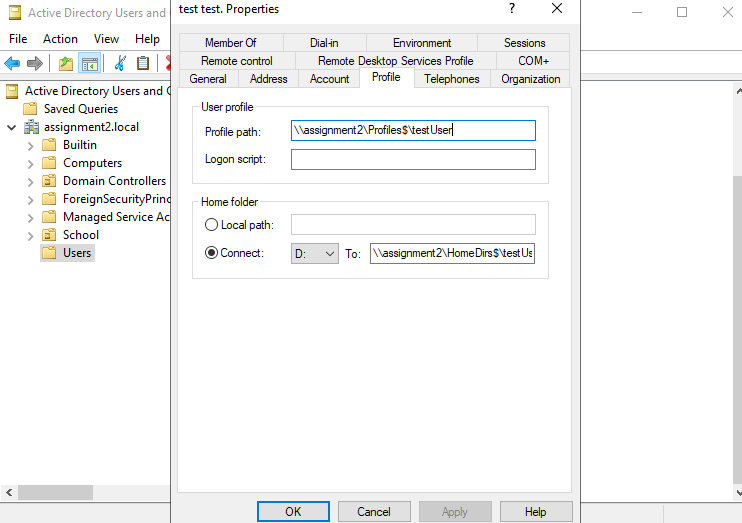 Active Directory Users and
File Action View Help
Active Directory Users and
Saved Queries
assignment2.local
Builtin
Computers
Domain Controllers
ForeignSecurityPrinc
Managed Service Ac
School
Users
test test. Properties
?
Member Of Dial-in Environment Sessions
Remote control Remote Desktop Services Profile COM+
General Address Account Profile Telephones Organization
User profile
Profile path: \\assignment2\Profiles$\testUser
Logon script:
Home folder
Local path:
Connect: D: To: \\assignment2\HomeDirs$\testUs
OK Cancel Apply Help